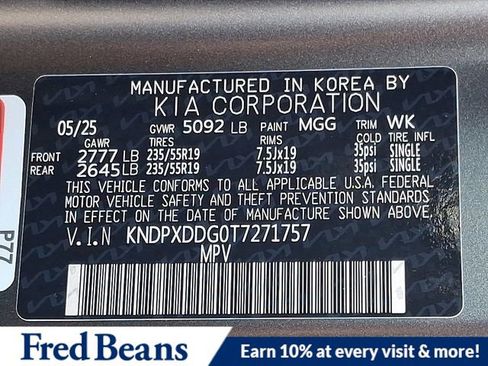 MANUFACTURED IN KOREA BY
KIA CORPORATION
05/25 GVWR 5092 LB PAINT MGG TRIM WK
GAWR TIRES RIMS COLD TIRE INFL
FRONT 2777 LB 235/55R19 7.5Jx19 35psi SINGLE
REAR 2645 LB 235/55R19 7.5Jx19 35psi SINGLE
THIS VEHICLE CONFORMS TO ALL APPLICABLE U.S.A. FEDERAL
MOTOR VEHICLE SAFETY, BUMPER, AND THEFT PREVENTION STANDARDS
IN EFFECT ON THE DATE OF MANUFACTURE SHOWN ABOVE.
V.I.N KNDPXDDG0T7271757
MPV
P77
Fred Beans
Earn 10% at every visit & more!